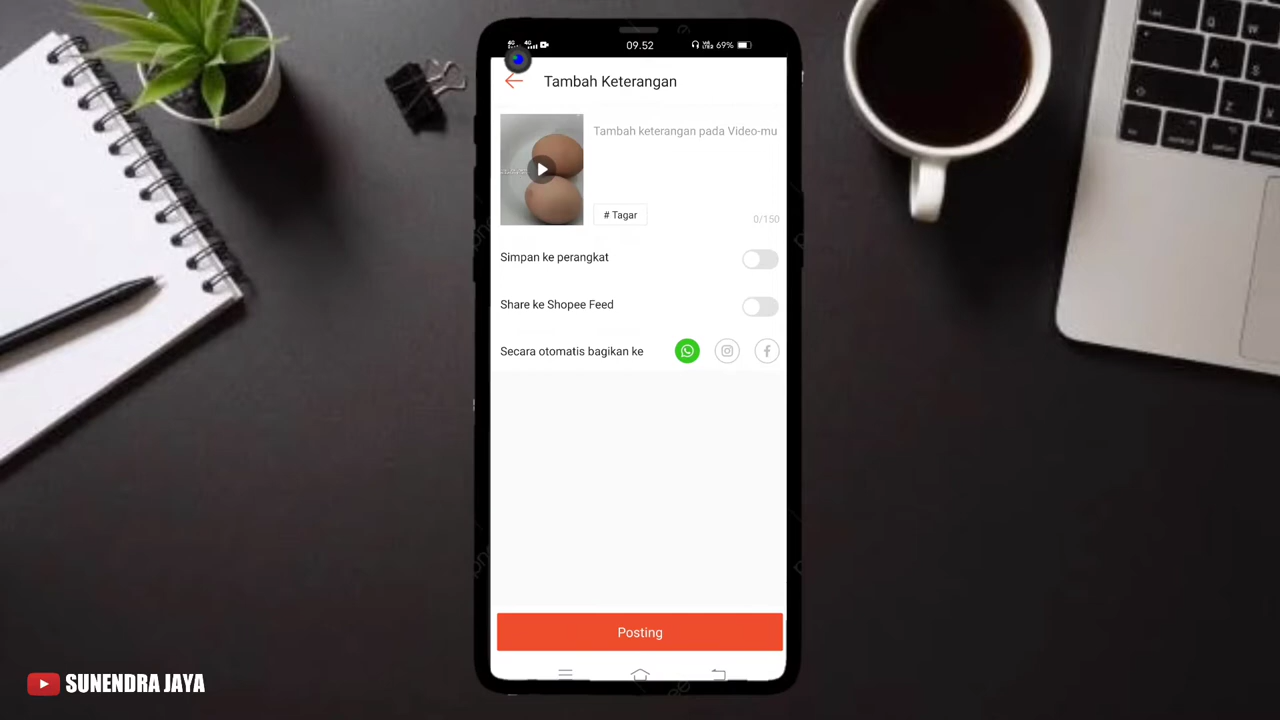 09.52
69%
Tambah Keterangan
Tambah keterangan pada Video-mu
# Tagar
0/150
Simpan ke perangkat
Share ke Shopee Feed
Secara otomatis bagikan ke
Posting
SUNENDRA JAYA